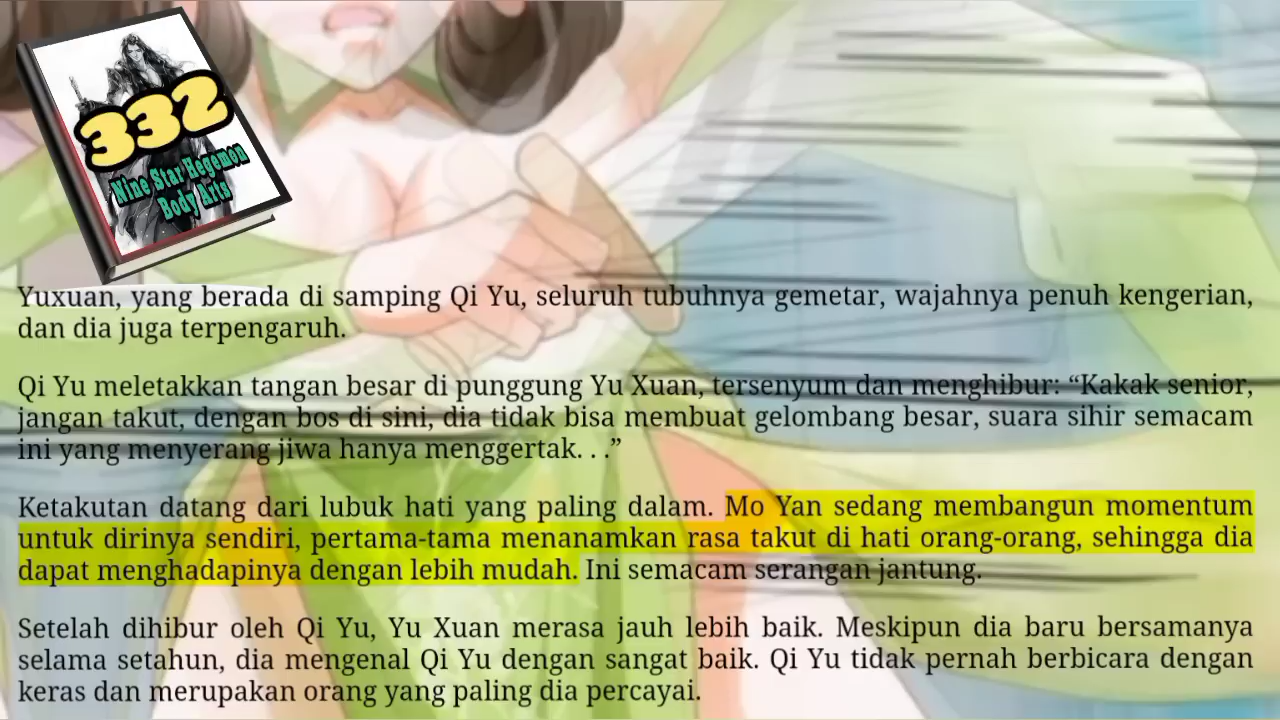 332
Nine Star Hegemon
Body Arts
Yuxuan, yang berada di samping Qi Yu, seluruh tubuhnya gemetar, wajahnya penuh kengerian,
dan dia juga terpengaruh.
Qi Yu meletakkan tangan besar di punggung Yu Xuan, tersenyum dan menghibur: “Kakak senior,
jangan takut, dengan bos di sini, dia tidak bisa membuat gelombang besar, suara sihir semacam
ini yang menyerang jiwa hanya menggertak. . .”
Ketakutan datang dari lubuk hati yang paling dalam. Mo Yan sedang membangun momentum
untuk dirinya sendiri, pertama-tama menanamkan rasa takut di hati orang-orang, sehingga dia
dapat menghadapinya dengan lebih mudah. Ini semacam serangan jantung.
Setelah dihibur oleh Qi Yu, Yu Xuan merasa jauh lebih baik. Meskipun dia baru bersamanya
selama setahun, dia mengenal Qi Yu dengan sangat baik. Qi Yu tidak pernah berbicara dengan
keras dan merupakan orang yang paling dia percayai.